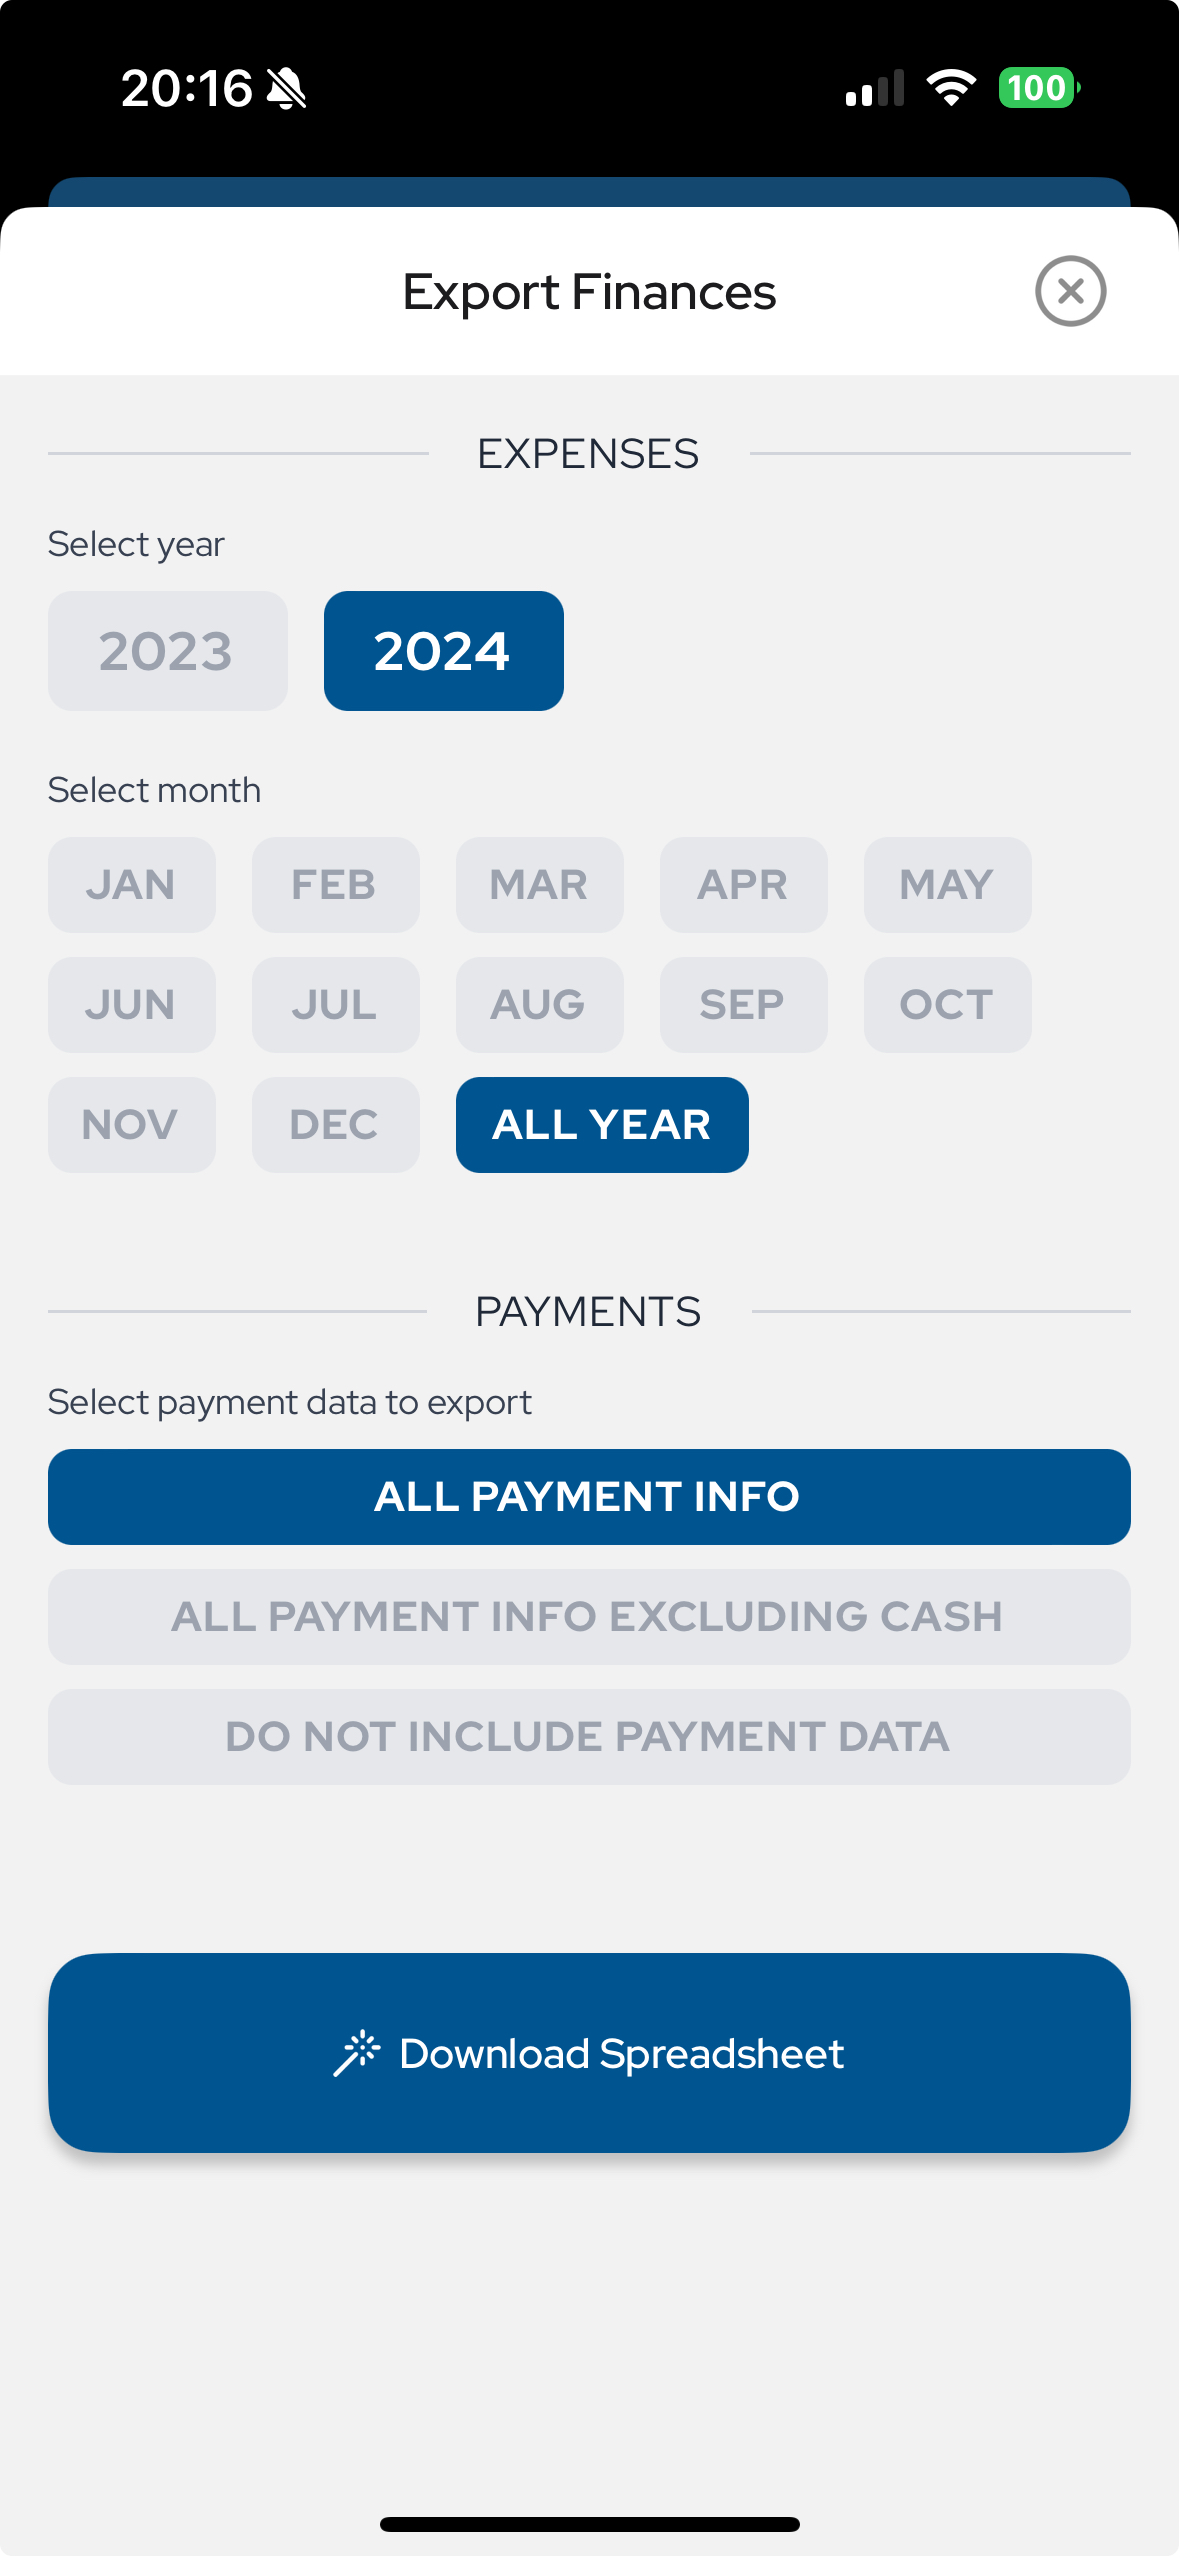 20:16
100
Export Finances
EXPENSES
Select year
2023 2024
Select month
JAN FEB MAR APR MAY
JUN JUL AUG SEP OCT
NOV DEC ALL YEAR
PAYMENTS
Select payment data to export
ALL PAYMENT INFO
ALL PAYMENT INFO EXCLUDING CASH
DO NOT INCLUDE PAYMENT DATA
Download Spreadsheet